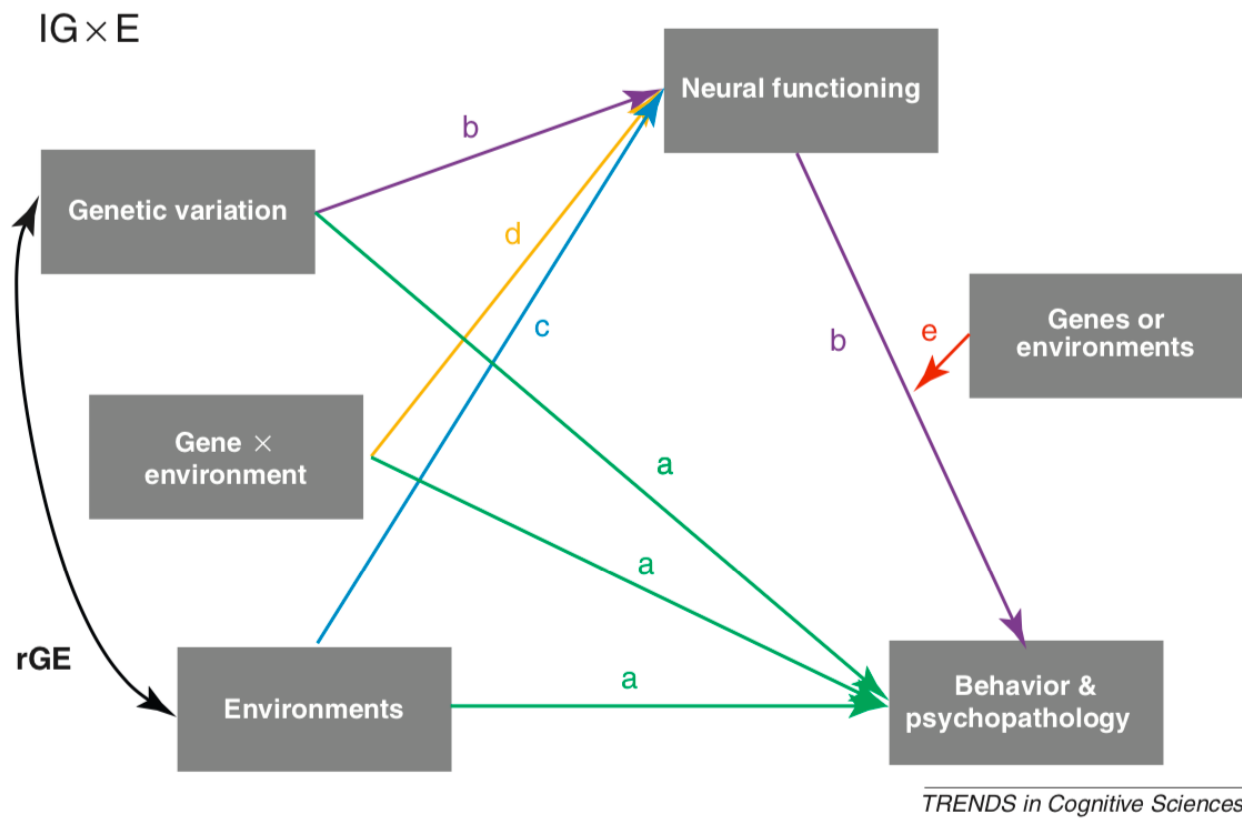 IG × E
Neural functioning
b
Genetic variation
d
c
Genes or
environments
e
b
Gene ×
environment
a
a
rGE
Environments
a
Behavior &
psychopathology
TRENDS in Cognitive Sciences